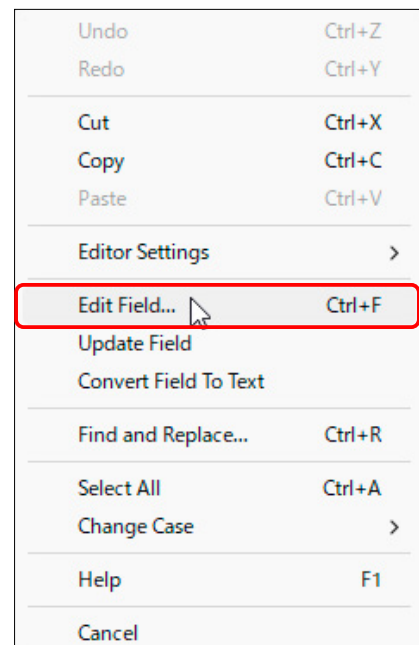 Undo Ctrl+Z
Redo Ctrl+Y
Cut Ctrl+X
Copy Ctrl+C
Paste Ctrl+V
Editor Settings
Edit Field... Ctrl+F
Update Field
Convert Field To Text
Find and Replace... Ctrl+R
Select All Ctrl+A
Change Case
Help F1
Cancel